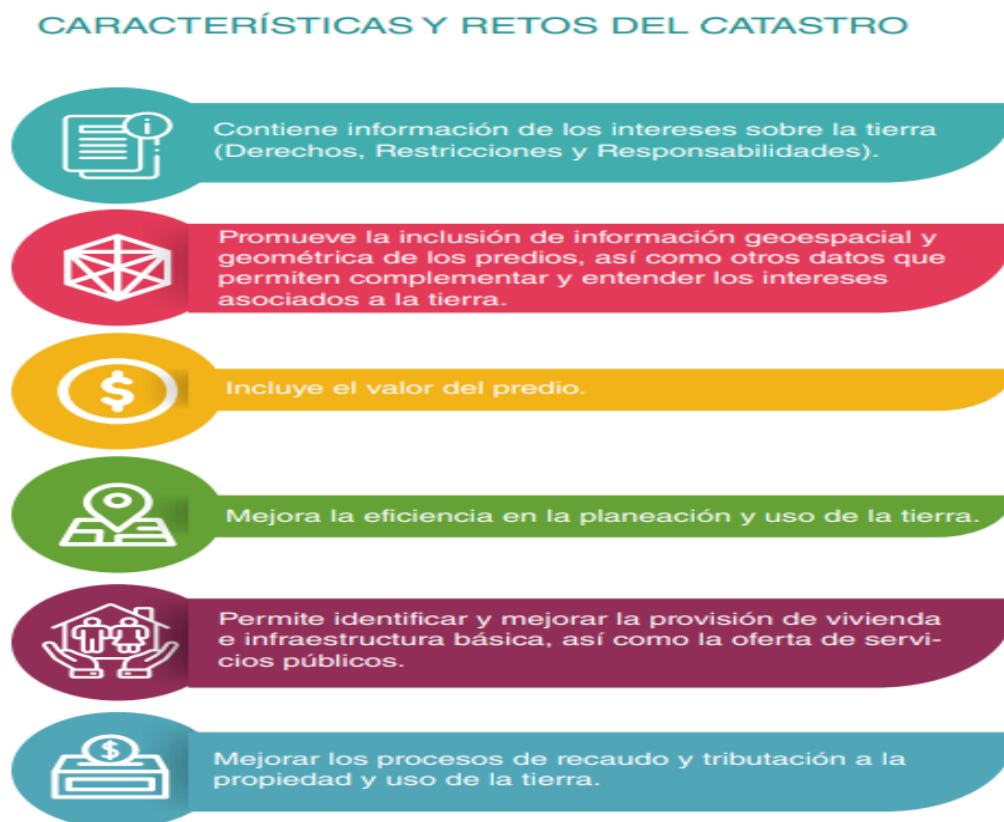 CARACTERÍSTICAS Y RETOS DEL CATASTRO
i
Contiene información de los intereses sobre la tierra
(Derechos, Restricciones y Responsabilidades).
Promueve la inclusión de información geoespacial y
geométrica de los predios, así como otros datos que
permiten complementar y entender los intereses
asociados a la tierra.
$
Incluye el valor del predio.
Mejora la eficiencia en la planeación y uso de la tierra.
Permite identificar y mejorar la provisión de vivienda
e infraestructura básica, así como la oferta de servi-
cios públicos.
$
Mejorar los procesos de recaudo y tributación a la
propiedad y uso de la tierra.